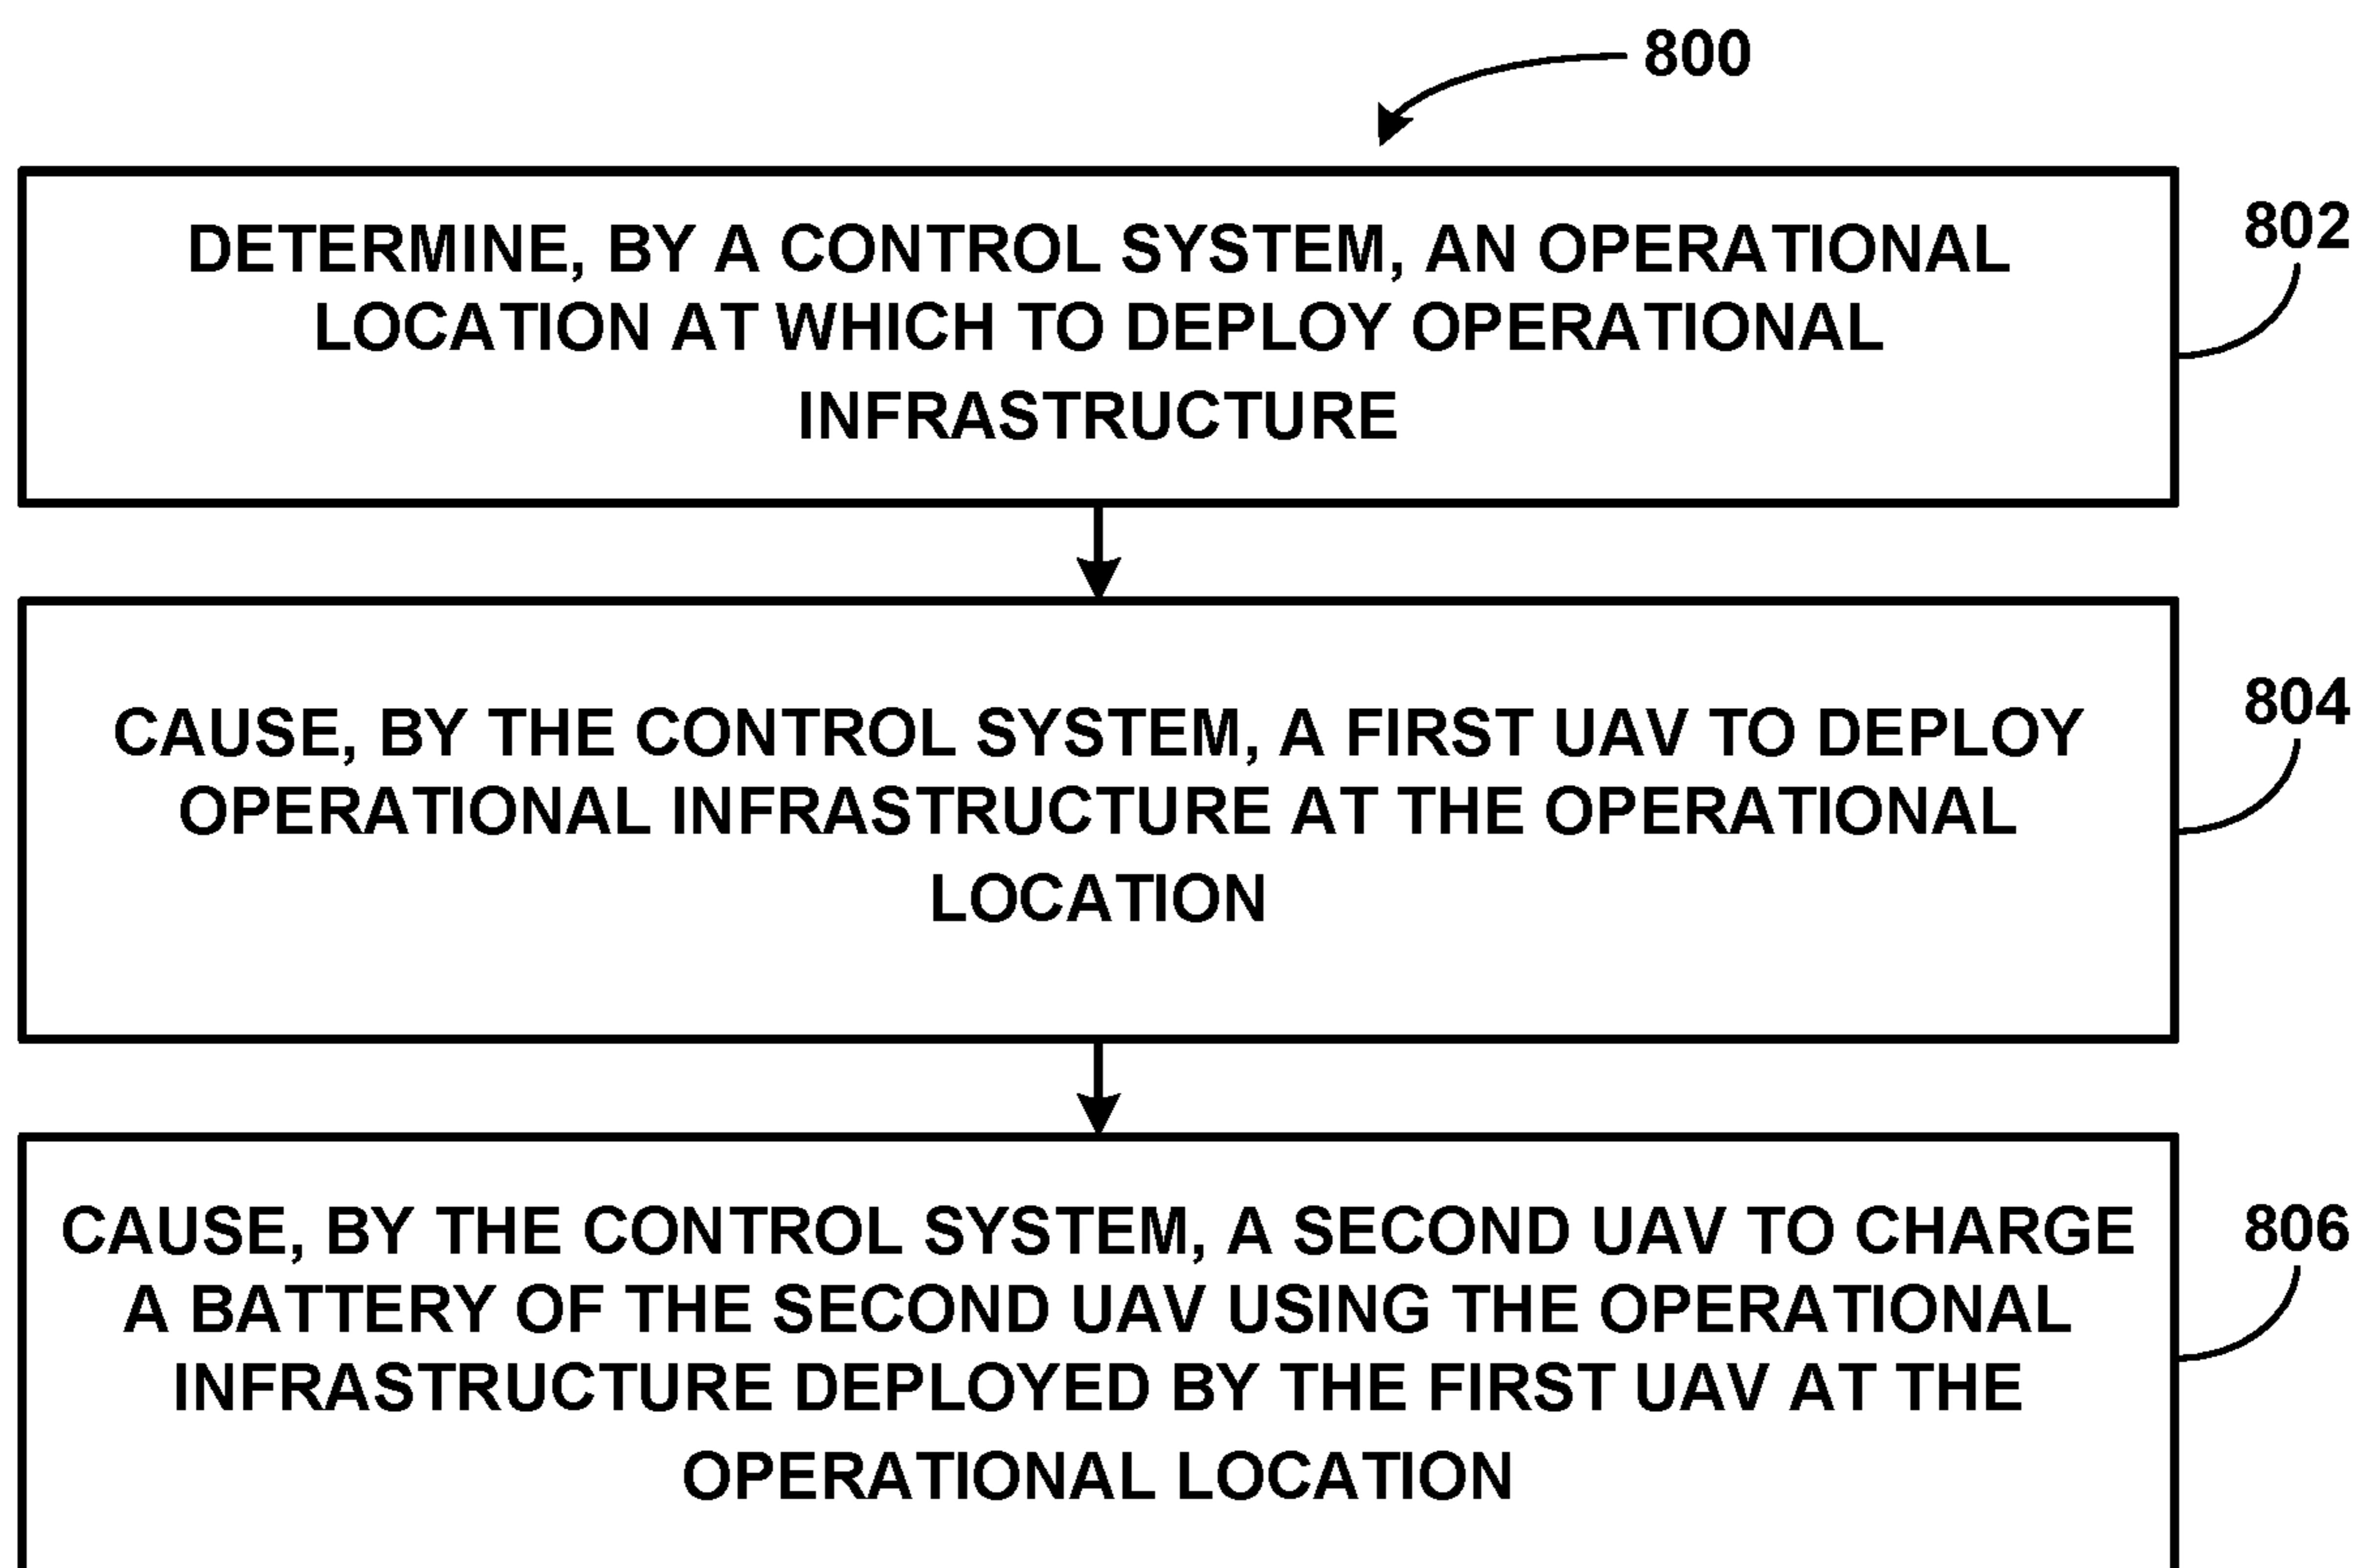 800
DETERMINE, BY A CONTROL SYSTEM, AN OPERATIONAL
LOCATION AT WHICH TO DEPLOY OPERATIONAL
INFRASTRUCTURE
802
CAUSE, BY THE CONTROL SYSTEM, A FIRST UAV TO DEPLOY
OPERATIONAL INFRASTRUCTURE AT THE OPERATIONAL
LOCATION
804
CAUSE, BY THE CONTROL SYSTEM, A SECOND UAV TO CHARGE
A BATTERY OF THE SECOND UAV USING THE OPERATIONAL
INFRASTRUCTURE DEPLOYED BY THE FIRST UAV AT THE
OPERATIONAL LOCATION
806